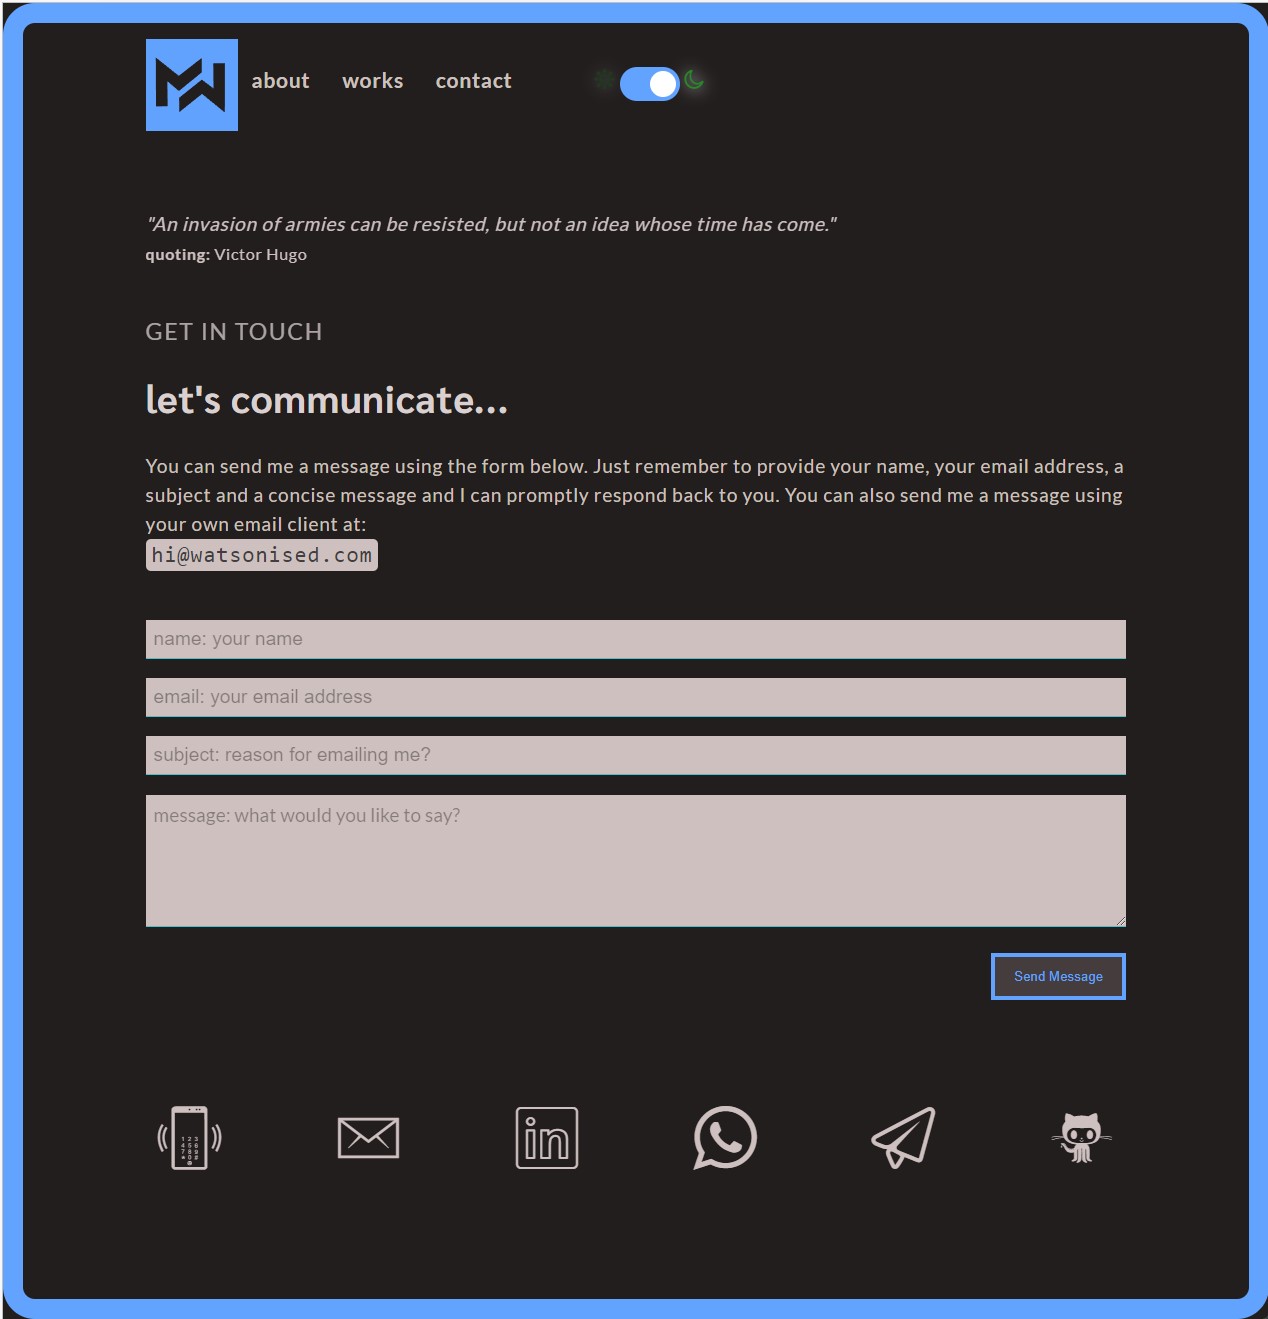 about works contact
"An invasion of armies can be resisted, but not an idea whose time has come."
quoting: Victor Hugo
GET IN TOUCH
let's communicate...
You can send me a message using the form below. Just remember to provide your name, your email address, a
subject and a concise message and I can promptly respond back to you. You can also send me a message using
your own email client at:
hi@watsonised.com
name: your name
email: your email address
subject: reason for emailing me?
message: what would you like to say?
Send Message
in